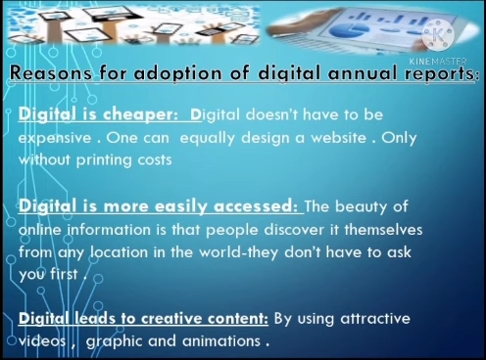 KINEMASTER
Reasons for adoption of digital annual reports:
Digital is cheaper: Digital doesn't have to be
expensive . One can equally design a website . Only
without printing costs
Digital is more easily accessed: The beauty of
online information is that people discover it themselves
from any location in the world-they don't have to ask
you first .
Digital leads to creative content: By using attractive
videos , graphic and animations .